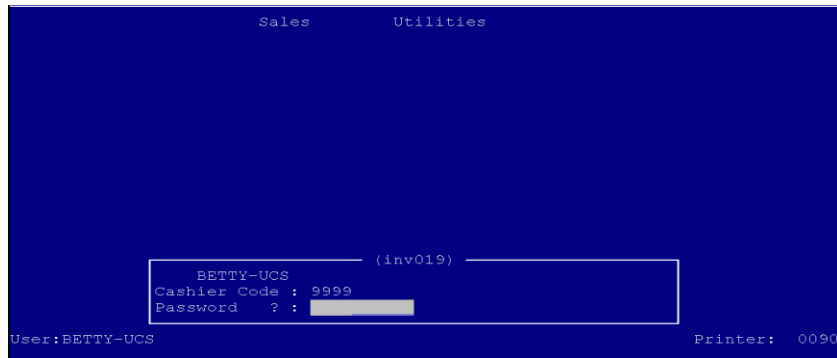 Sales Utilities
(inv019)
BETTY-UCS
Cashier Code : 9999
Password ? :
User:BETTY-UCS Printer: 0090